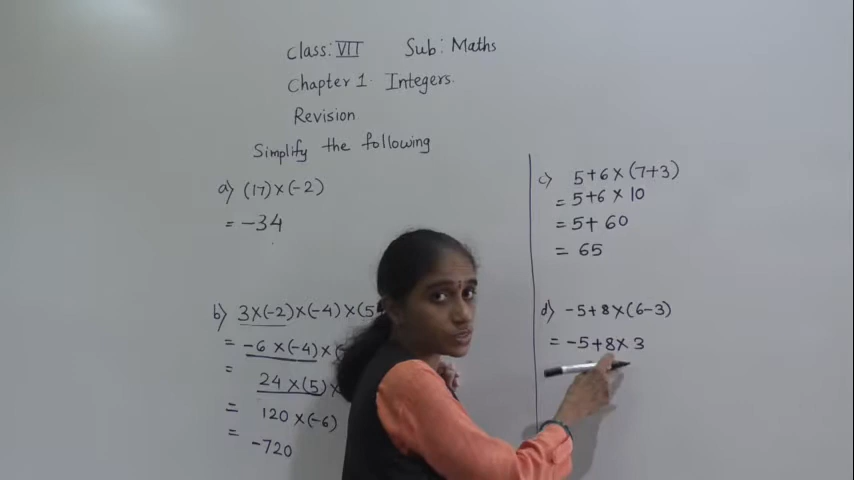 Class: VII Sub: Maths
Chapter 1. Integers.
Revision
Simplify the following
a) (17)×(-2)
= -34
b) 3×(-2)×(-4)×(5
= -6×(-4)×
= 24×(5)
= 120×(-6)
= -720
c) 5+6×(7+3)
= 5+6×10
= 5+60
= 65
d) -5+8×(6-3)
= -5+8×3